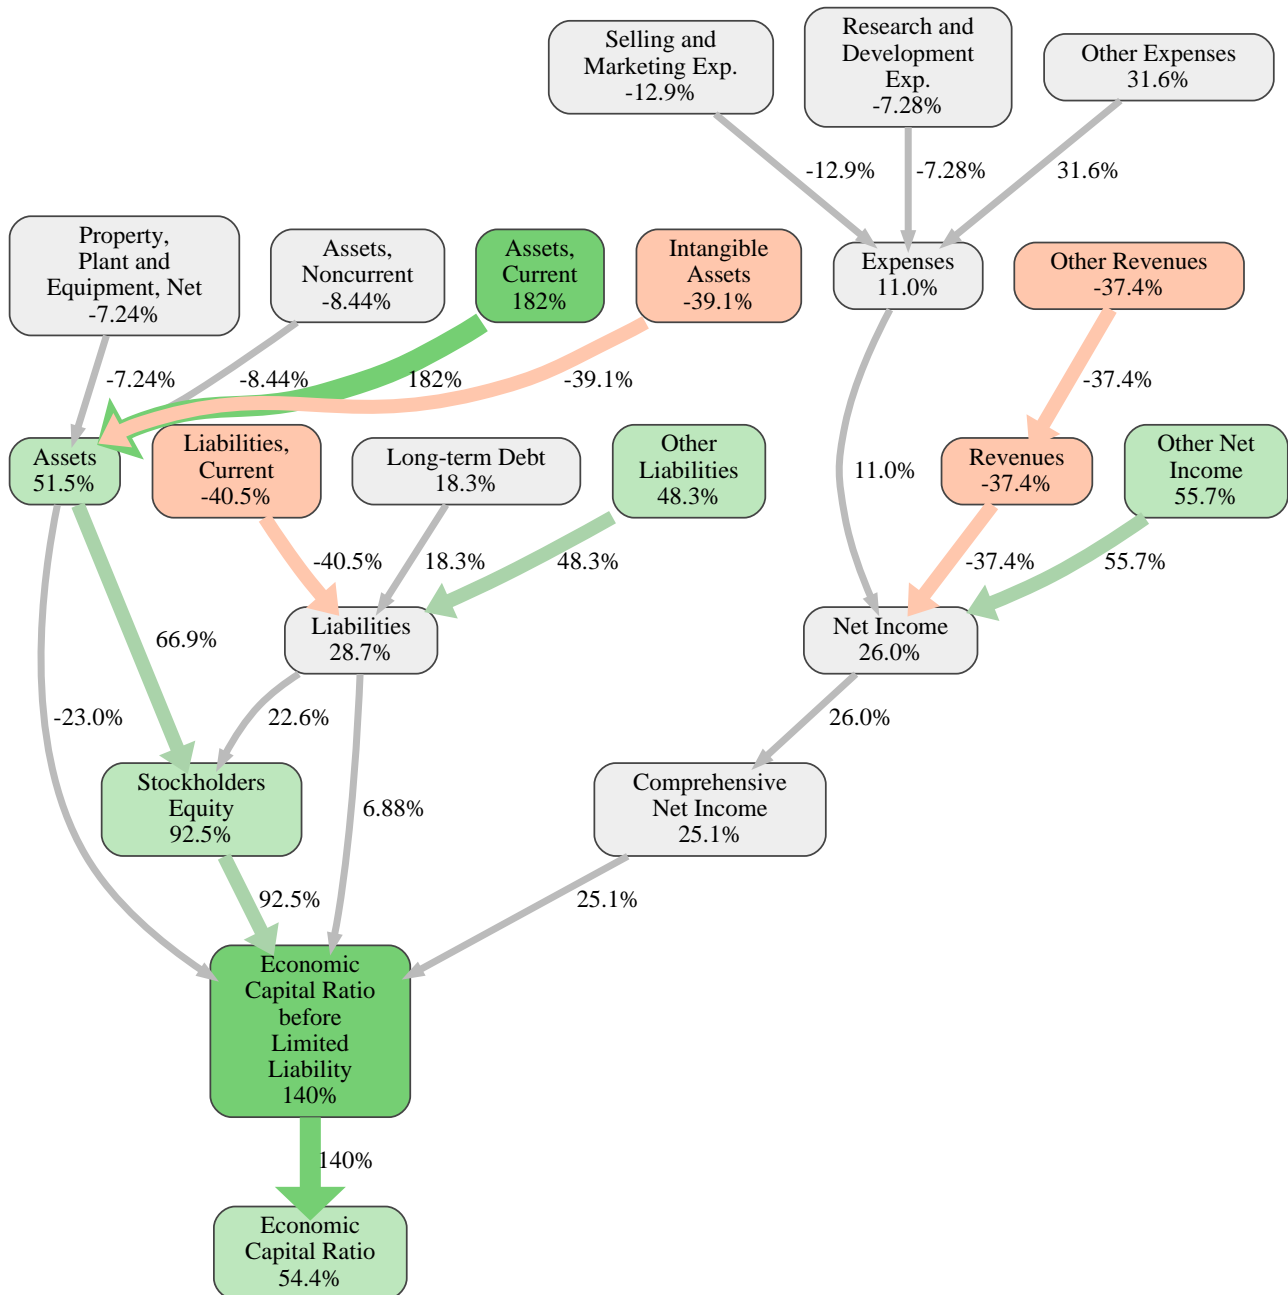 Selling and
Marketing Exp.
-12.9%
Research and
Development
Exp.
-7.28%
Other Expenses
31.6%
-12.9%
-7.28%
31.6%
Property,
Plant and
Equipment, Net
-7.24%
Assets,
Noncurrent
-8.44%
Assets,
Current
182%
Intangible
Assets
-39.1%
Expenses
11.0%
Other Revenues
-37.4%
-7.24%
-8.44%
182%
-39.1%
-37.4%
Assets
51.5%
Liabilities,
Current
-40.5%
Long-term Debt
18.3%
Other
Liabilities
48.3%
11.0%
Revenues
-37.4%
Other Net
Income
55.7%
-40.5%
18.3%
48.3%
-37.4%
55.7%
66.9%
Liabilities
28.7%
Net Income
26.0%
-23.0%
22.6%
26.0%
Stockholders
Equity
92.5%
6.88%
Comprehensive
Net Income
25.1%
92.5%
25.1%
Economic
Capital Ratio
before
Limited
Liability
140%
140%
Economic
Capital Ratio
54.4%